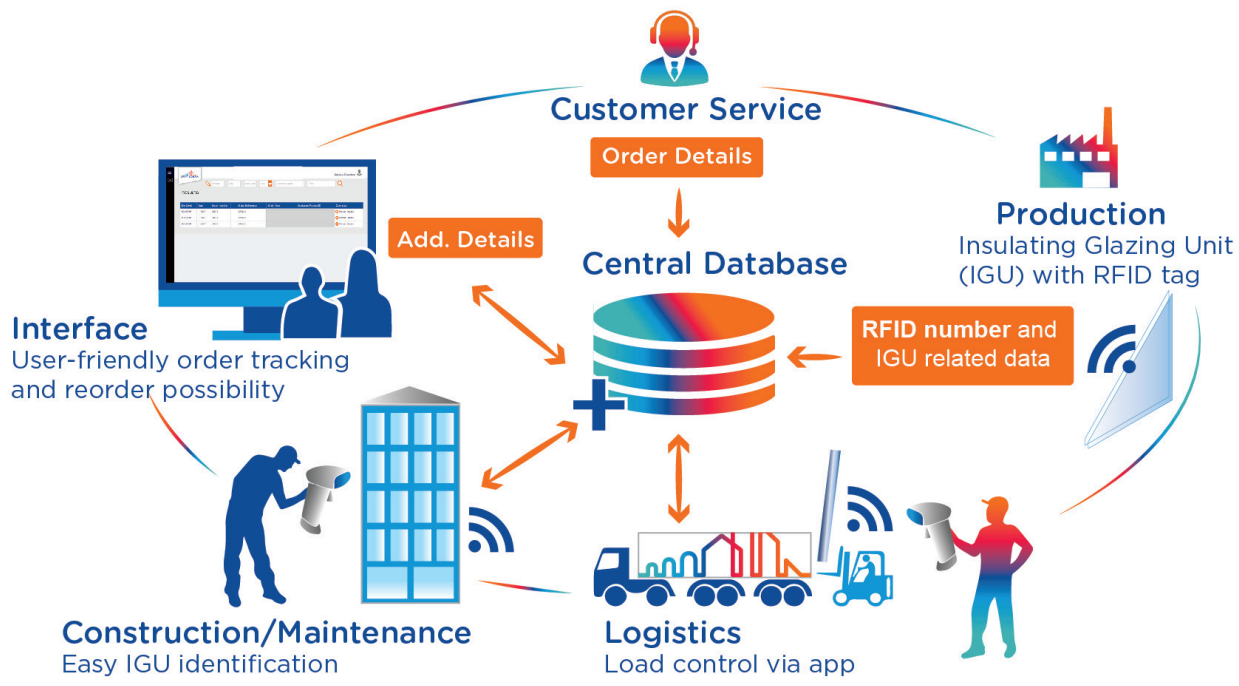 Customer Service
Order Details
Production
Insulating Glazing Unit
(IGU) with RFID tag
Add. Details
Central Database
RFID number and
IGU related data
Interface
User-friendly order tracking
and reorder possibility
Construction/Maintenance
Easy IGU identification
Logistics
Load control via app